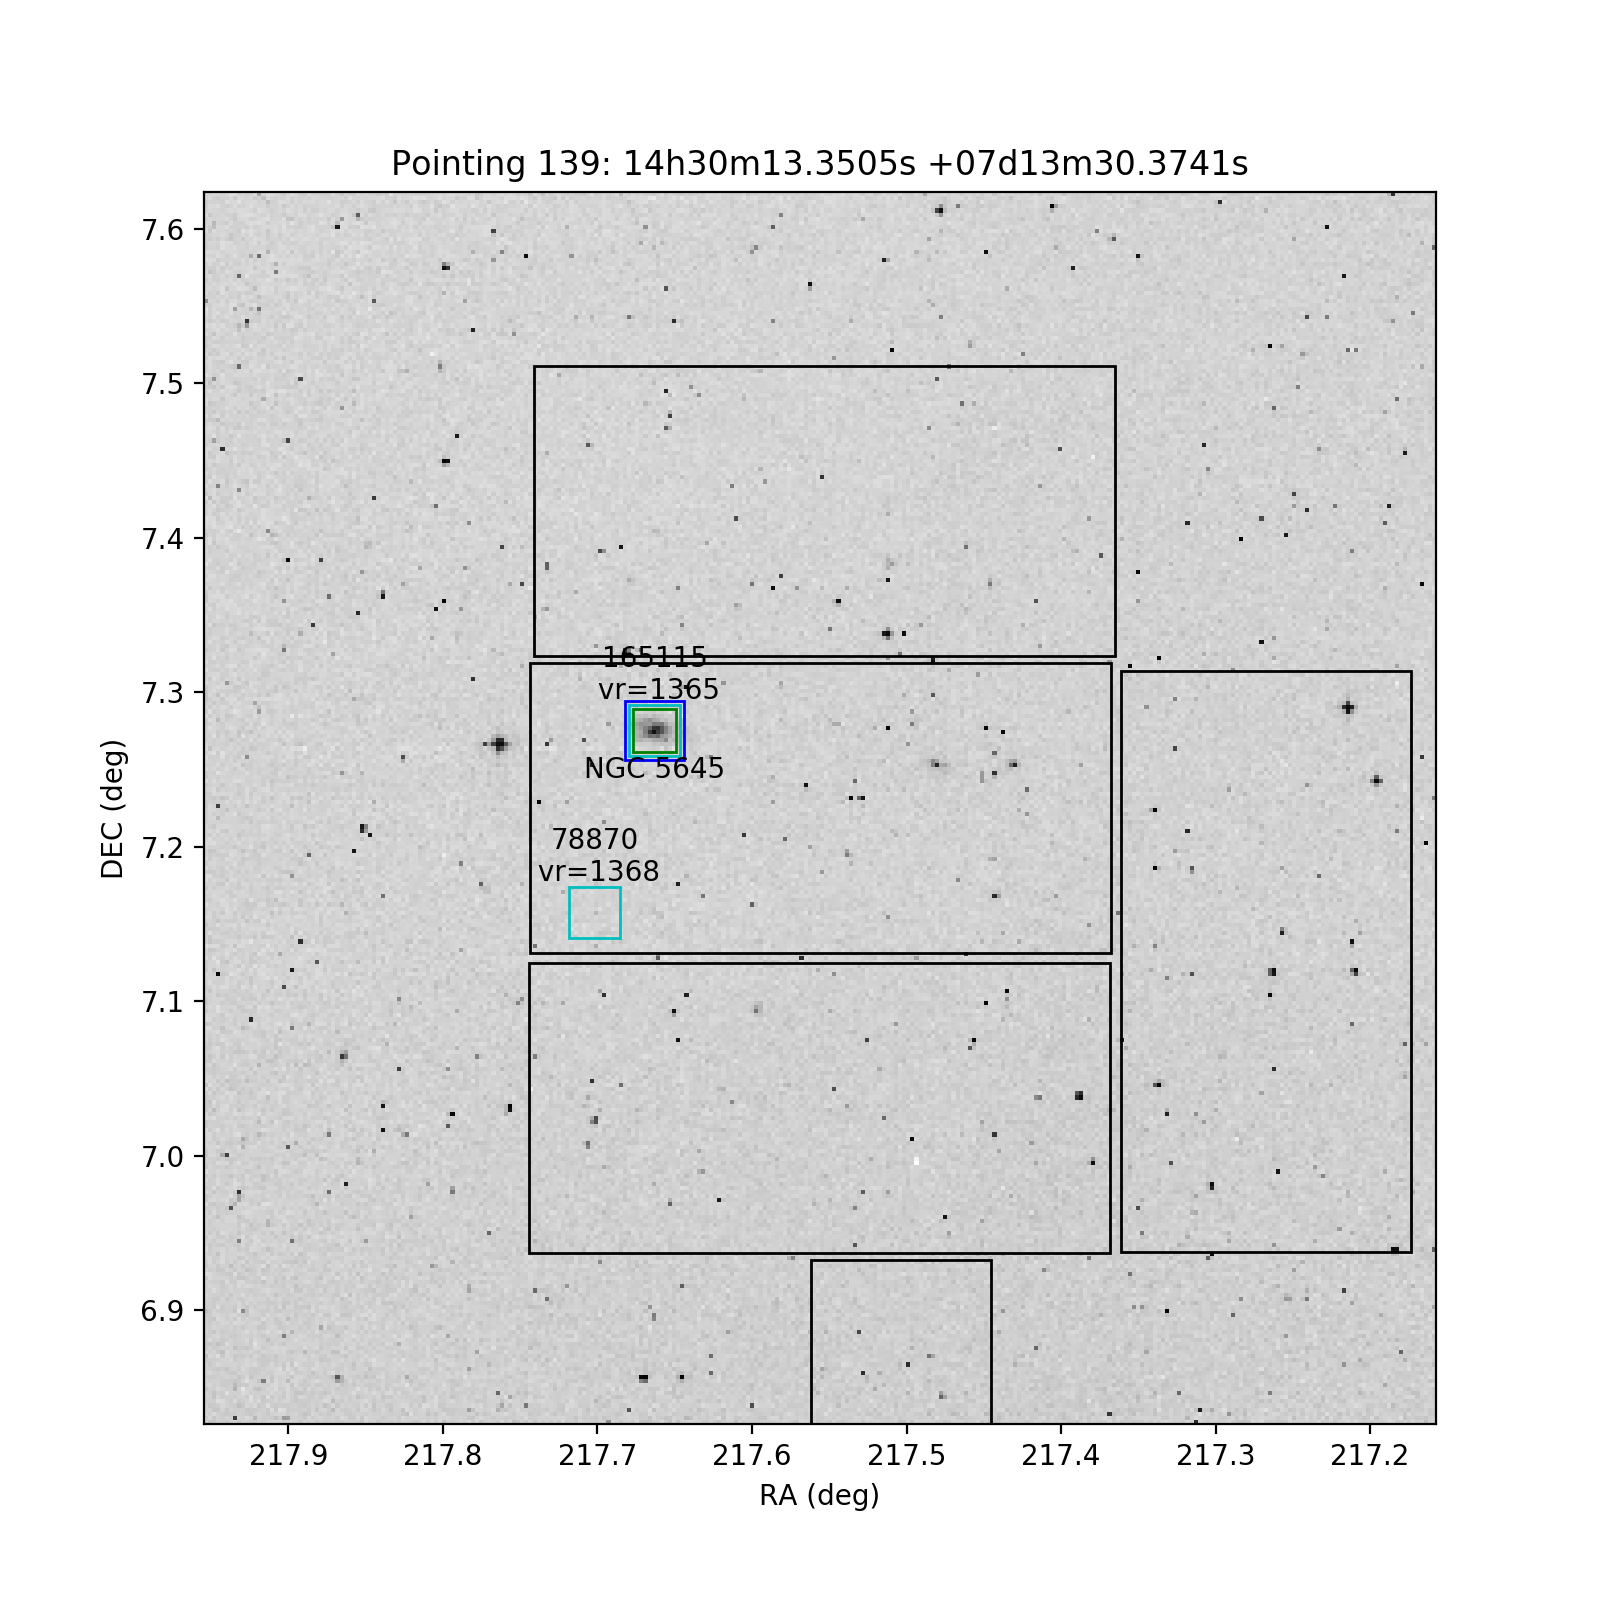 Pointing 139: 14h30m13.3505s +07d13m30.3741s
7.6
7.5
7.4
7.3
7.2
7.1
7.0
6.9
DEC (deg)
165115
vr=1365
NGC 5645
78870
vr=1368
217.9 217.8 217.7 217.6 217.5 217.4 217.3 217.2
RA (deg)